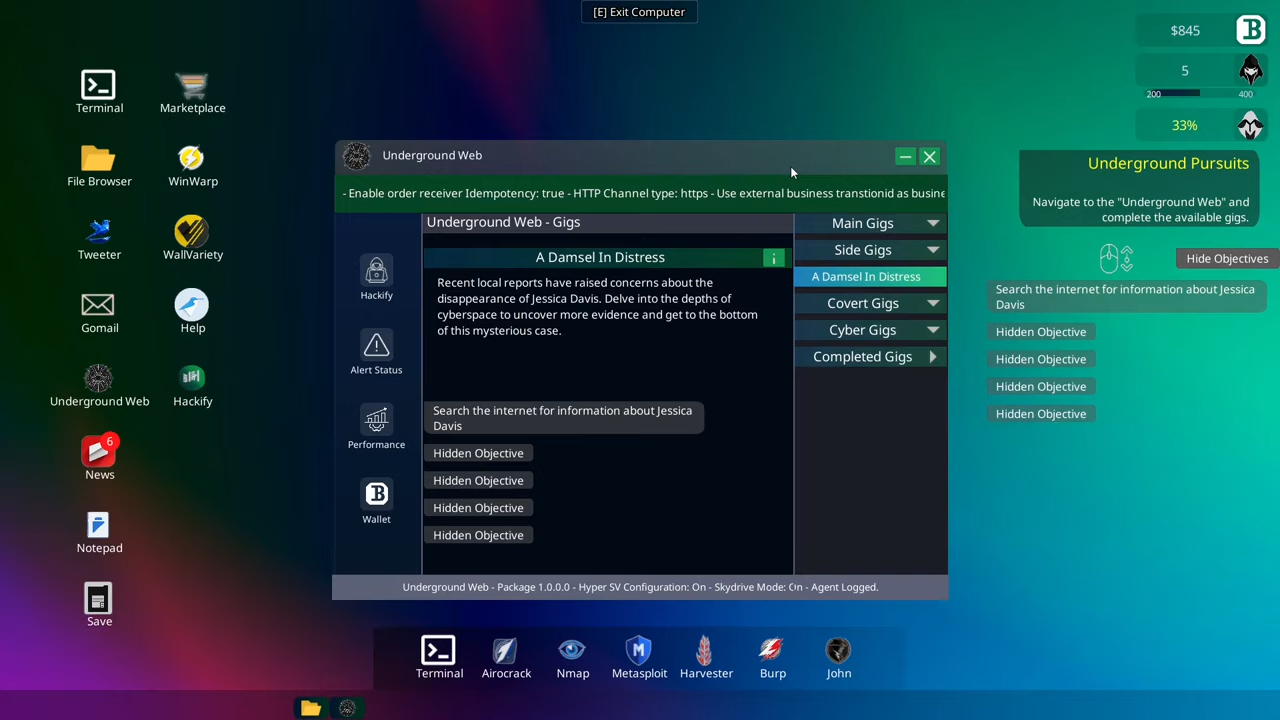 [E] Exit Computer
$845
5
200
400
33%
Terminal
Marketplace
File Browser
WinWarp
Tweeter
WallVariety
Gomail
Help
Underground Web
Hackify
6
News
Notepad
Save
Underground Web
- Enable order receiver Idempotency: true - HTTP Channel type: https - Use external business transtionid as busine
Hackify
Alert Status
Performance
B
Wallet
Underground Web - Gigs
A Damsel In Distress
i
Recent local reports have raised concerns about the
disappearance of Jessica Davis. Delve into the depths of
cyberspace to uncover more evidence and get to the bottom
of this mysterious case.
Search the internet for information about Jessica
Davis
Hidden Objective
Hidden Objective
Hidden Objective
Hidden Objective
Main Gigs
Side Gigs
A Damsel In Distress
Covert Gigs
Cyber Gigs
Completed Gigs
Underground Web - Package 1.0.0.0 - Hyper SV Configuration: On - Skydrive Mode: On - Agent Logged.
Underground Pursuits
Navigate to the "Underground Web" and
complete the available gigs.
Hide Objectives
Search the internet for information about Jessica
Davis
Hidden Objective
Hidden Objective
Hidden Objective
Hidden Objective
Terminal
Airocrack
Nmap
Metasploit
Harvester
Burp
John